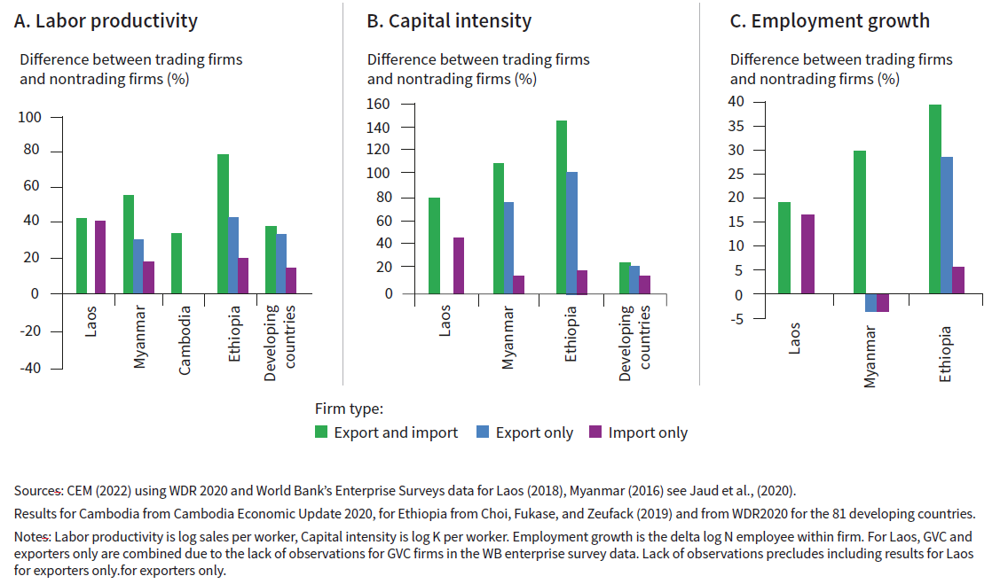 A. Labor productivity
Difference between trading firms
and nontrading firms (%)
100
80
60
40
20
0
-20
-40
Laos
Myanmar
Cambodia
Ethiopia
Developing
countries
B. Capital intensity
Difference between trading firms
and nontrading firms (%)
160
140
120
100
80
60
40
20
0
Laos
Myanmar
Ethiopia
Developing
countries
C. Employment growth
Difference between trading firms
and nontrading firms (%)
40
35
30
25
20
15
10
5
0
-5
Laos
Myanmar
Ethiopia
Firm type:
Export and import
Export only
Import only
Sources: CEM (2022) using WDR 2020 and World Bank’s Enterprise Surveys data for Laos (2018), Myanmar (2016) see Jaud et al., (2020).
Results for Cambodia from Cambodia Economic Update 2020, for Ethiopia from Choi, Fukase, and Zeufack (2019) and from WDR2020 for the 81 developing countries.
Notes: Labor productivity is log sales per worker, Capital intensity is log K per worker. Employment growth is the delta log N employee within firm. For Laos, GVC and
exporters only are combined due to the lack of observations for GVC firms in the WB enterprise survey data. Lack of observations precludes including results for Laos
for exporters only.for exporters only.